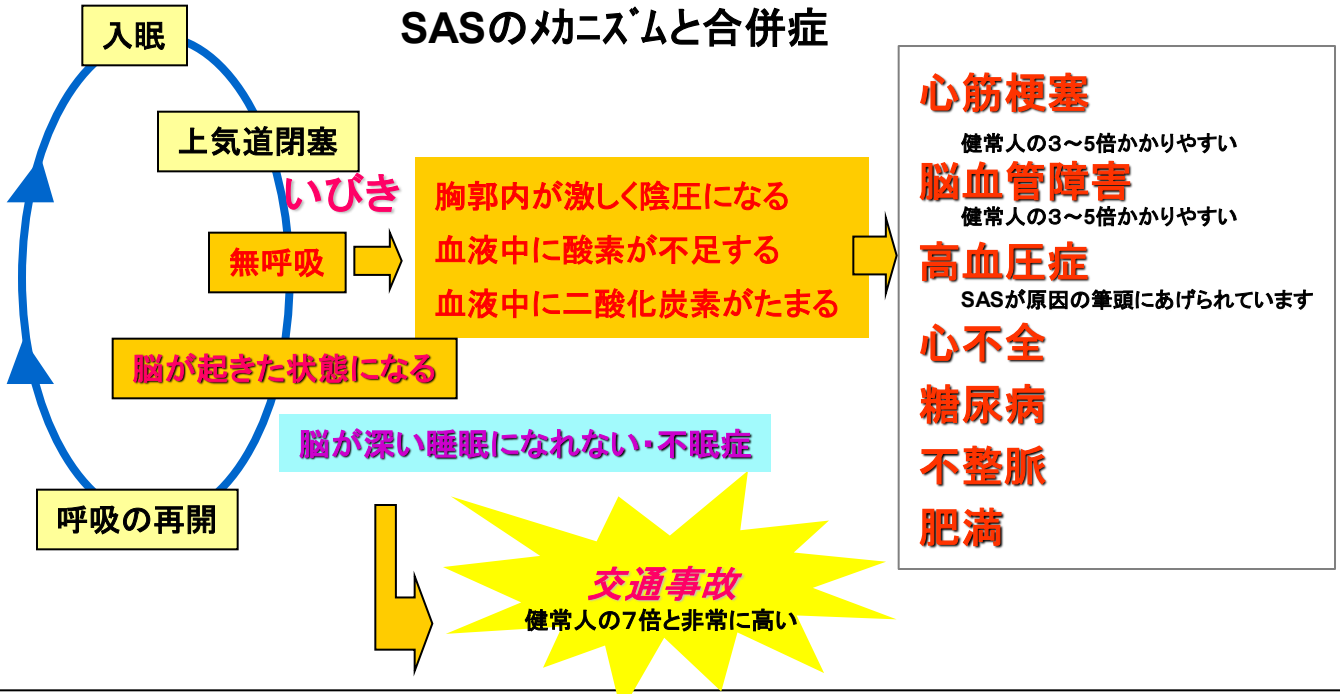 SASのﾒｶﾆｽﾞﾑと合併症
入眠
上気道閉塞
いびき
無呼吸
脳が起きた状態になる
呼吸の再開
胸郭内が激しく陰圧になる
血液中に酸素が不足する
血液中に二酸化炭素がたまる
脳が深い睡眠になれない・不眠症
交通事故
健常人の7倍と非常に高い
心筋梗塞
健常人の3～5倍かかりやすい
脳血管障害
健常人の3～5倍かかりやすい
高血圧症
SASが原因の筆頭にあげられています
心不全
糖尿病
不整脈
肥満